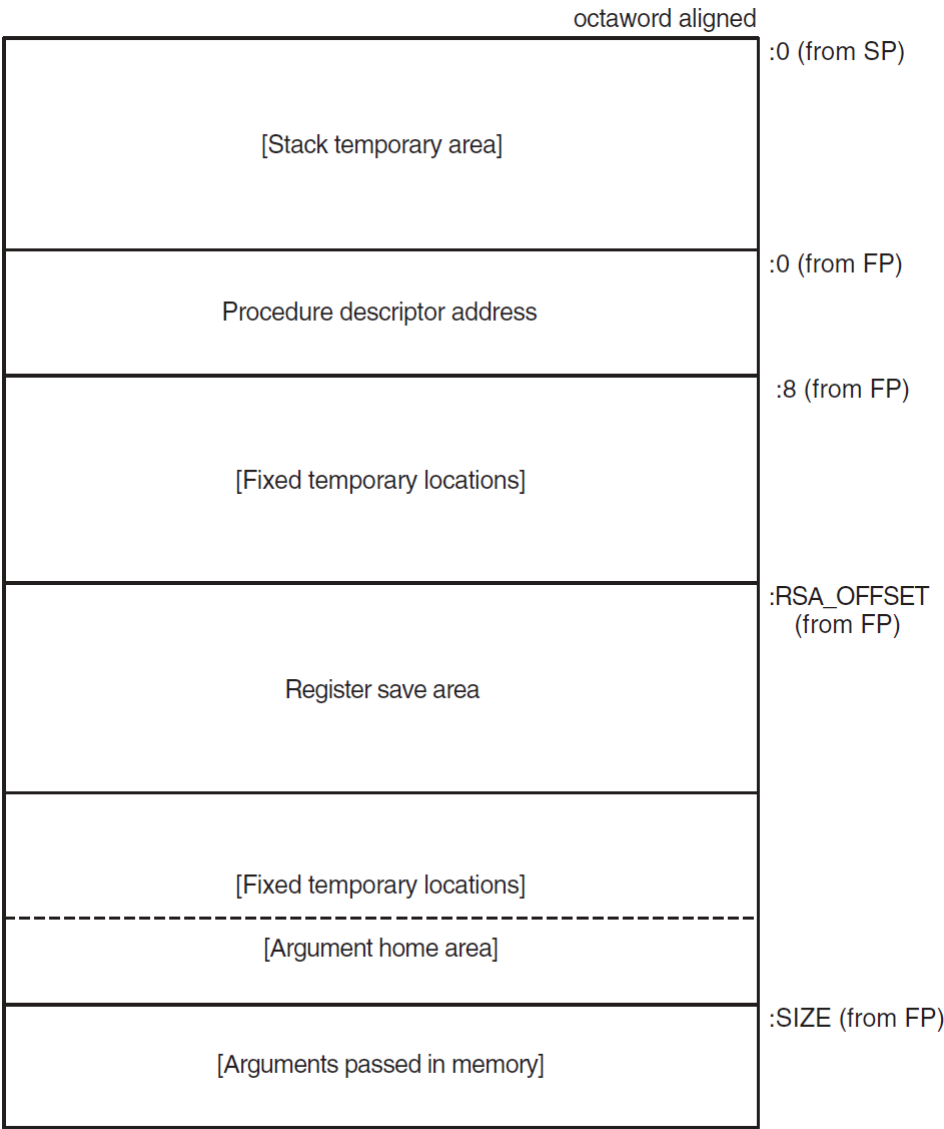 octaword aligned
:0 (from SP)
[Stack temporary area]
:0 (from FP)
Procedure descriptor address
:8 (from FP)
[Fixed temporary locations]
:RSA_OFFSET
(from FP)
Register save area
[Fixed temporary locations]
[Argument home area]
:SIZE (from FP)
[Arguments passed in memory]